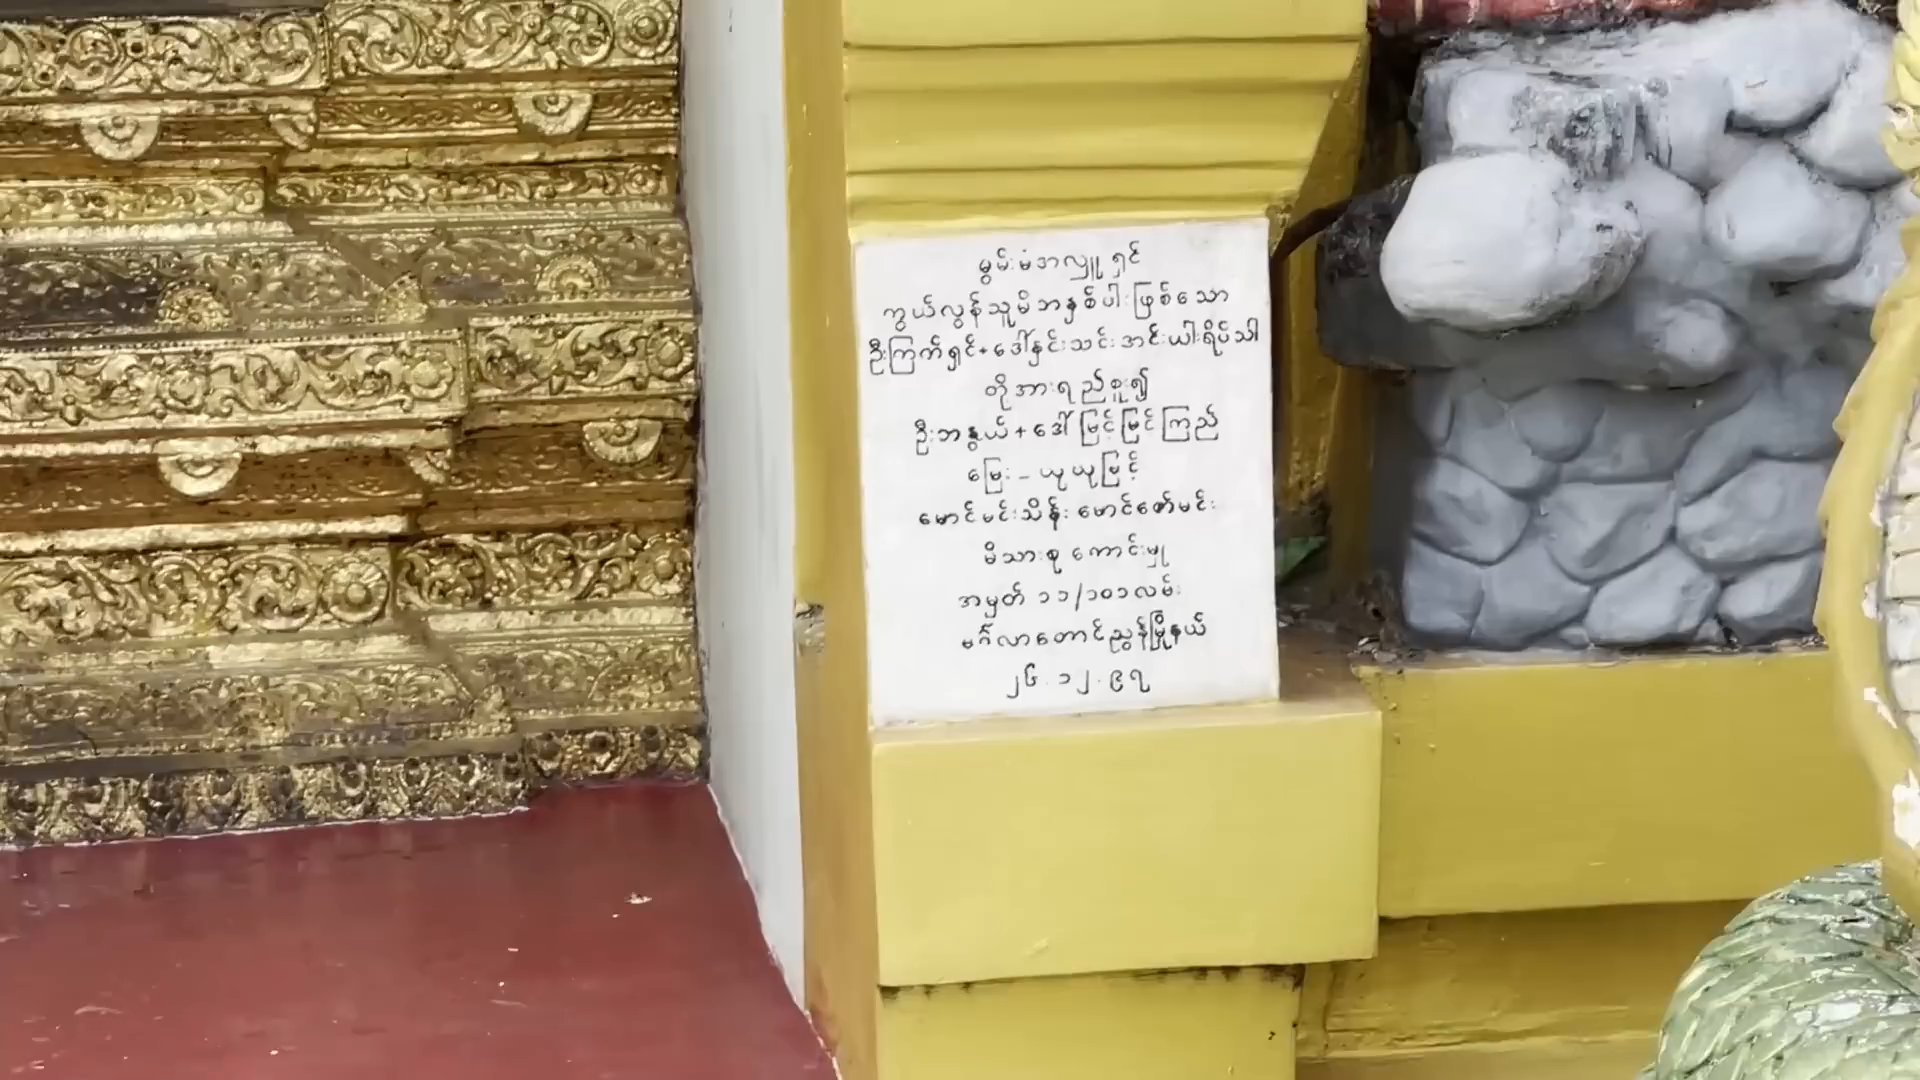 မွမ်းမံအလှူရှင်
ကွယ်လွန်သူမိဘနှစ်ပါးဖြစ်သော
ဦးကြက်ရှင်+ဒေါ်နှင်းသင်းအင်းယါးရိပ်သါ
တို့အားရည်စူး၍
ဦးဘနွယ်+ဒေါ်မြင့်မြင့်ကြည်
မြေး-ယုယုမြင့်
မောင်မင်းသိန်းမောင်ဇော်မင်း
မိသားစုကောင်းမှု
အမှတ် ၁၁/၁၀၁လမ်း
မင်္ဂလာတောင်ညွန့်မြို့နယ်
၂၆.၁၂.၉၇